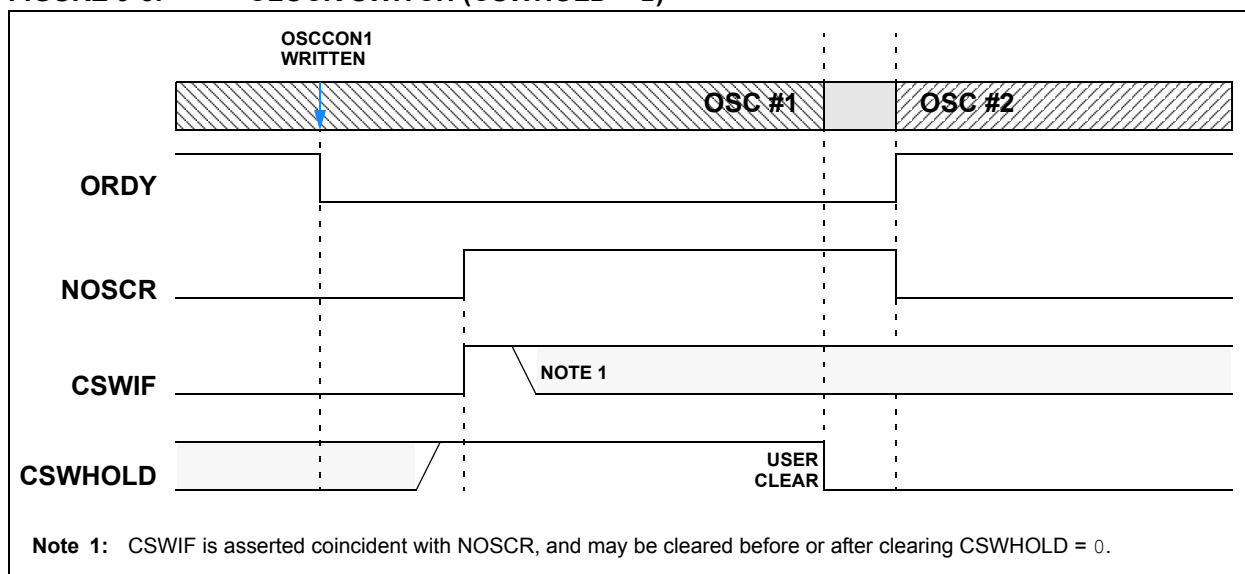 OSCCON1
WRITTEN
OSC #1
OSC #2
ORDY
NOSCR
CSWIF
NOTE 1
CSWHOLD
USER
CLEAR
Note 1: CSWIF is asserted coincident with NOSCR, and may be cleared before or after clearing CSWHOLD = 0.